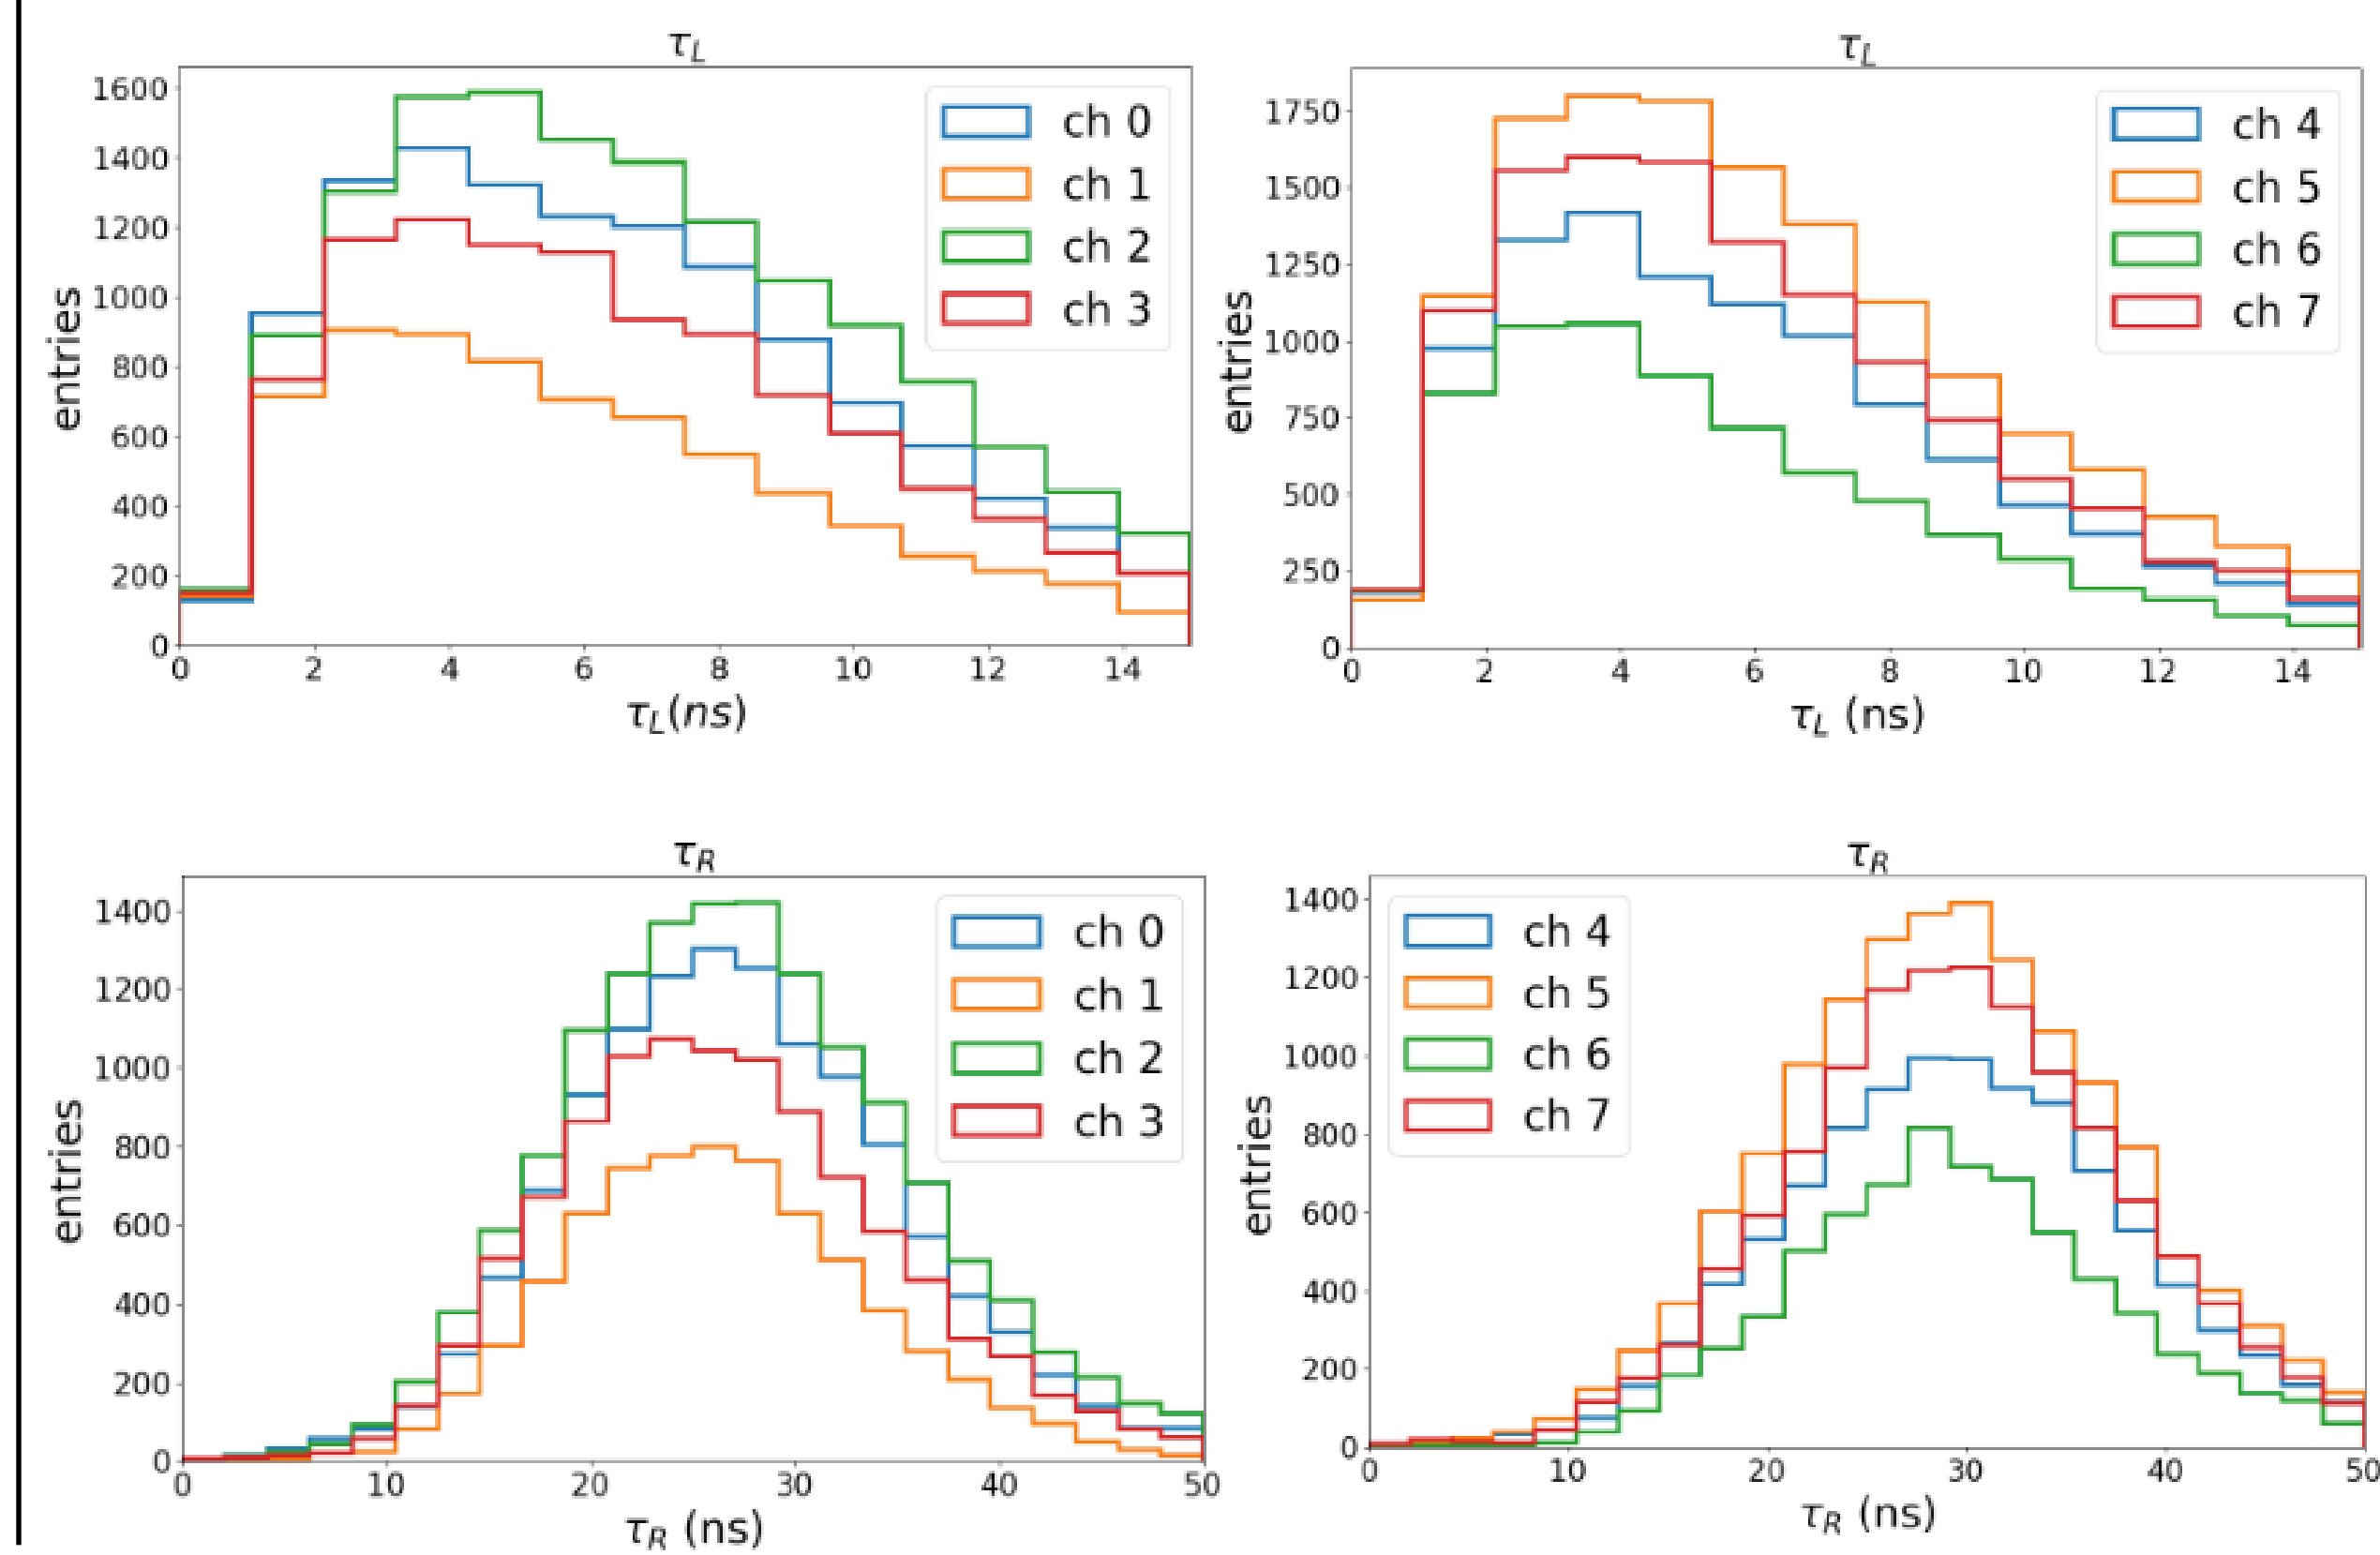 τL
1600
1400
1200
1000
800
600
400
200
0
entries
ch 0
ch 1
ch 2
ch 3
0 2 4 6 8 10 12 14
τL(ns)
τL
1750
1500
1250
1000
750
500
250
0
entries
ch 4
ch 5
ch 6
ch 7
0 2 4 6 8 10 12 14
τL (ns)
τR
1400
1200
1000
800
600
400
200
0
entries
ch 0
ch 1
ch 2
ch 3
0 10 20 30 40 50
τR (ns)
τR
1400
1200
1000
800
600
400
200
0
entries
ch 4
ch 5
ch 6
ch 7
0 10 20 30 40 50
τR (ns)